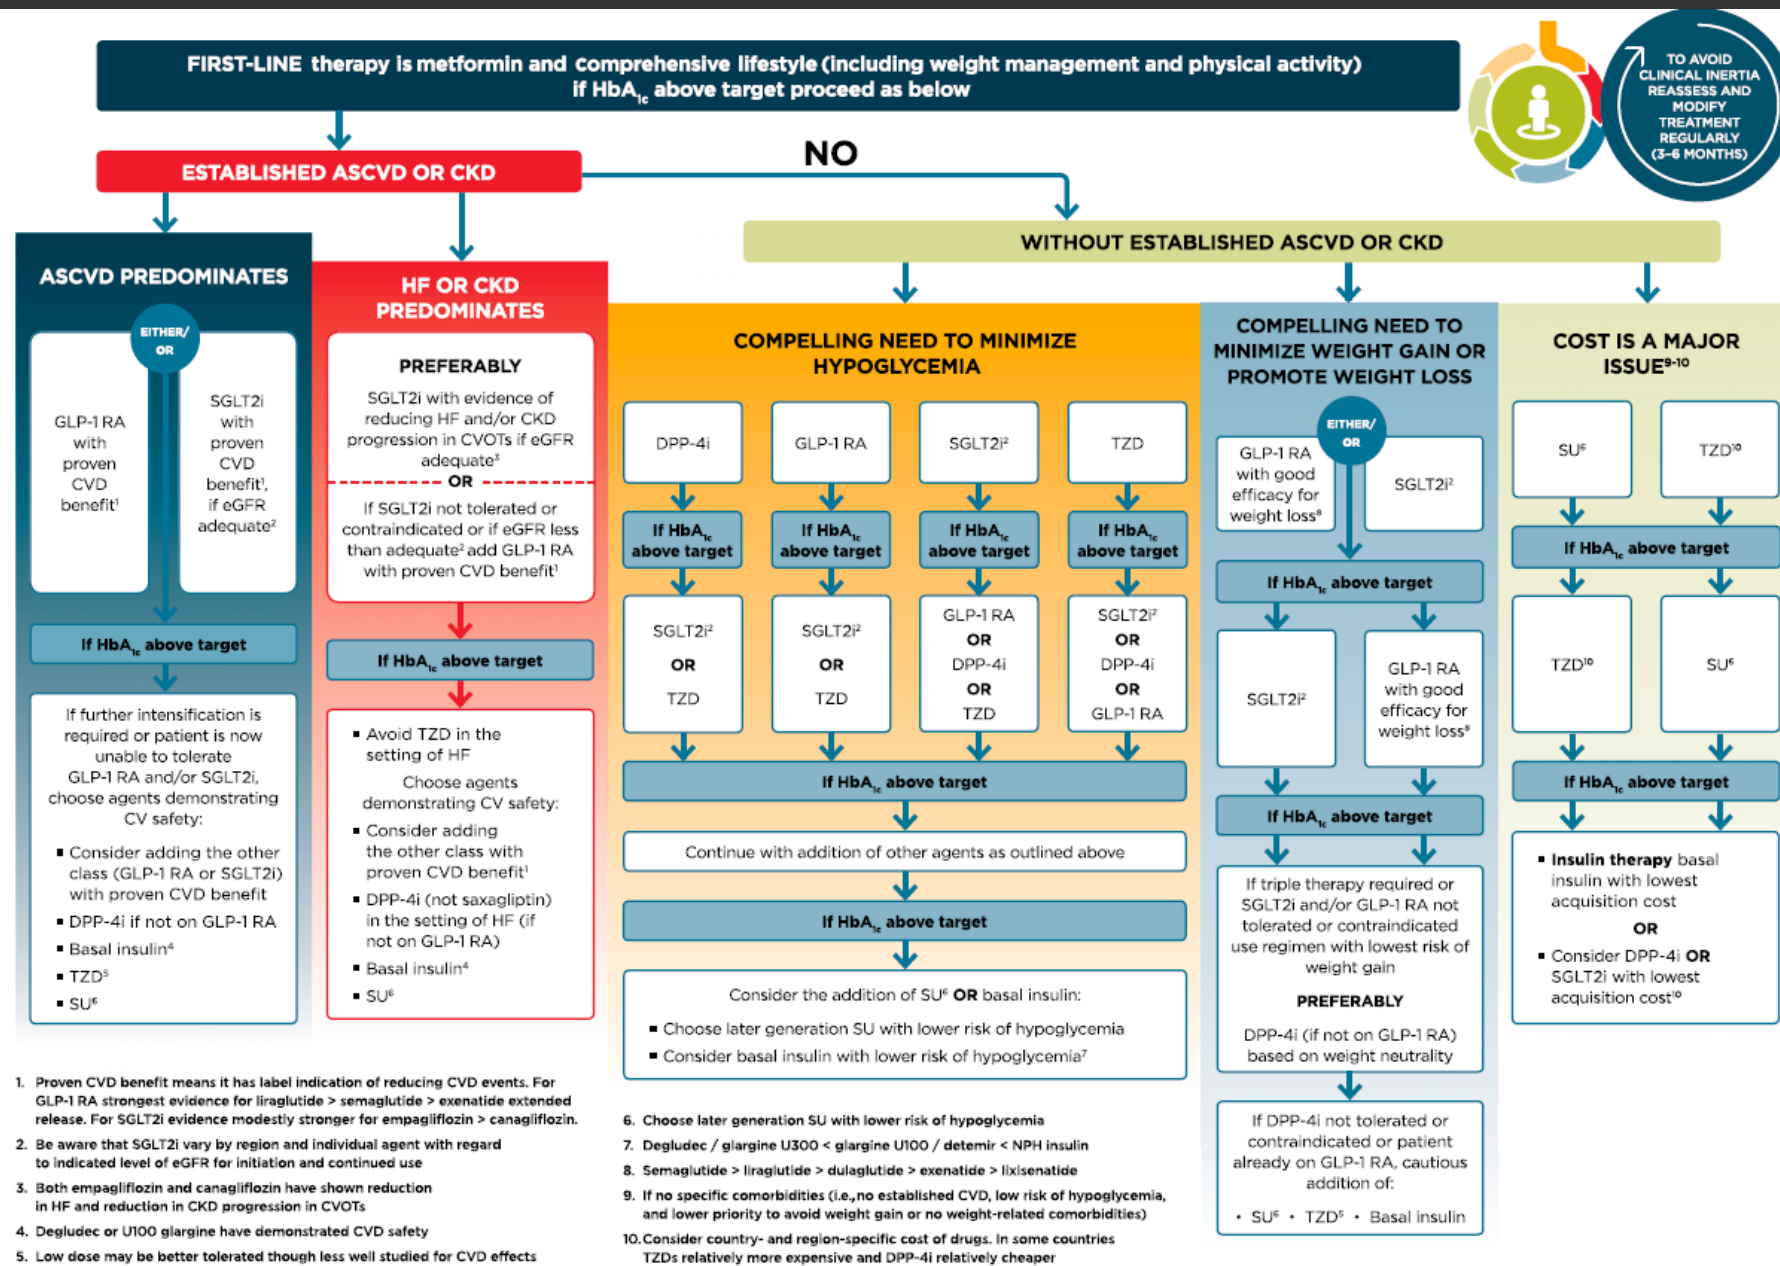 FIRST-LINE therapy is metformin and comprehensive lifestyle (including weight management and physical activity)
if HbA1c above target proceed as below
TO AVOID
CLINICAL INERTIA
REASSESS AND
MODIFY
TREATMENT
REGULARLY
(3–6 MONTHS)
NO
ESTABLISHED ASCVD OR CKD
WITHOUT ESTABLISHED ASCVD OR CKD
ASCVD PREDOMINATES
EITHER/
OR
GLP-1 RA
with
proven
CVD
benefit¹
SGLT2i
with
proven
CVD
benefit¹,
if eGFR
adequate²
If HbA1c above target
If further intensification is
required or patient is now
unable to tolerate
GLP-1 RA and/or SGLT2i,
choose agents demonstrating
CV safety:
▪ Consider adding the other
class (GLP-1 RA or SGLT2i)
with proven CVD benefit
▪ DPP-4i if not on GLP-1 RA
▪ Basal insulin⁴
▪ TZD⁵
▪ SU⁶
HF OR CKD
PREDOMINATES
PREFERABLY
SGLT2i with evidence of
reducing HF and/or CKD
progression in CVOTs if eGFR
adequate³
OR
If SGLT2i not tolerated or
contraindicated or if eGFR less
than adequate² add GLP-1 RA
with proven CVD benefit¹
If HbA1c above target
▪ Avoid TZD in the
setting of HF
Choose agents
demonstrating CV safety:
▪ Consider adding
the other class with
proven CVD benefit¹
▪ DPP-4i (not saxagliptin)
in the setting of HF (if
not on GLP-1 RA)
▪ Basal insulin⁴
▪ SU⁶
COMPELLING NEED TO MINIMIZE
HYPOGLYCEMIA
DPP-4i
GLP-1 RA
SGLT2i²
TZD
If HbA1c
above target
If HbA1c
above target
If HbA1c
above target
If HbA1c
above target
SGLT2i²
OR
TZD
SGLT2i²
OR
TZD
GLP-1 RA
OR
DPP-4i
OR
TZD
SGLT2i²
OR
DPP-4i
OR
GLP-1 RA
If HbA1c above target
Continue with addition of other agents as outlined above
If HbA1c above target
Consider the addition of SU⁶ OR basal insulin:
▪ Choose later generation SU with lower risk of hypoglycemia
▪ Consider basal insulin with lower risk of hypoglycemia⁷
COMPELLING NEED TO
MINIMIZE WEIGHT GAIN OR
PROMOTE WEIGHT LOSS
EITHER/
OR
GLP-1 RA
with good
efficacy for
weight loss⁸
SGLT2i²
If HbA1c above target
SGLT2i²
GLP-1 RA
with good
efficacy for
weight loss⁸
If HbA1c above target
If triple therapy required or
SGLT2i and/or GLP-1 RA not
tolerated or contraindicated
use regimen with lowest risk of
weight gain
PREFERABLY
DPP-4i (if not on GLP-1 RA)
based on weight neutrality
If DPP-4i not tolerated or
contraindicated or patient
already on GLP-1 RA, cautious
addition of:
• SU⁶ • TZD⁵ • Basal insulin
COST IS A MAJOR
ISSUE⁹⁻¹⁰
SU⁶
TZD¹⁰
If HbA1c above target
TZD¹⁰
SU⁶
If HbA1c above target
▪ Insulin therapy basal
insulin with lowest
acquisition cost
OR
▪ Consider DPP-4i OR
SGLT2i with lowest
acquisition cost¹⁰
1. Proven CVD benefit means it has label indication of reducing CVD events. For
GLP-1 RA strongest evidence for liraglutide > semaglutide > exenatide extended
release. For SGLT2i evidence modestly stronger for empagliflozin > canagliflozin.
2. Be aware that SGLT2i vary by region and individual agent with regard
to indicated level of eGFR for initiation and continued use
3. Both empagliflozin and canagliflozin have shown reduction
in HF and reduction in CKD progression in CVOTs
4. Degludec or U100 glargine have demonstrated CVD safety
5. Low dose may be better tolerated though less well studied for CVD effects
6. Choose later generation SU with lower risk of hypoglycemia
7. Degludec / glargine U300 < glargine U100 / detemir < NPH insulin
8. Semaglutide > liraglutide > dulaglutide > exenatide > lixisenatide
9. If no specific comorbidities (i.e.,no established CVD, low risk of hypoglycemia,
and lower priority to avoid weight gain or no weight-related comorbidities)
10. Consider country- and region-specific cost of drugs. In some countries
TZDs relatively more expensive and DPP-4i relatively cheaper